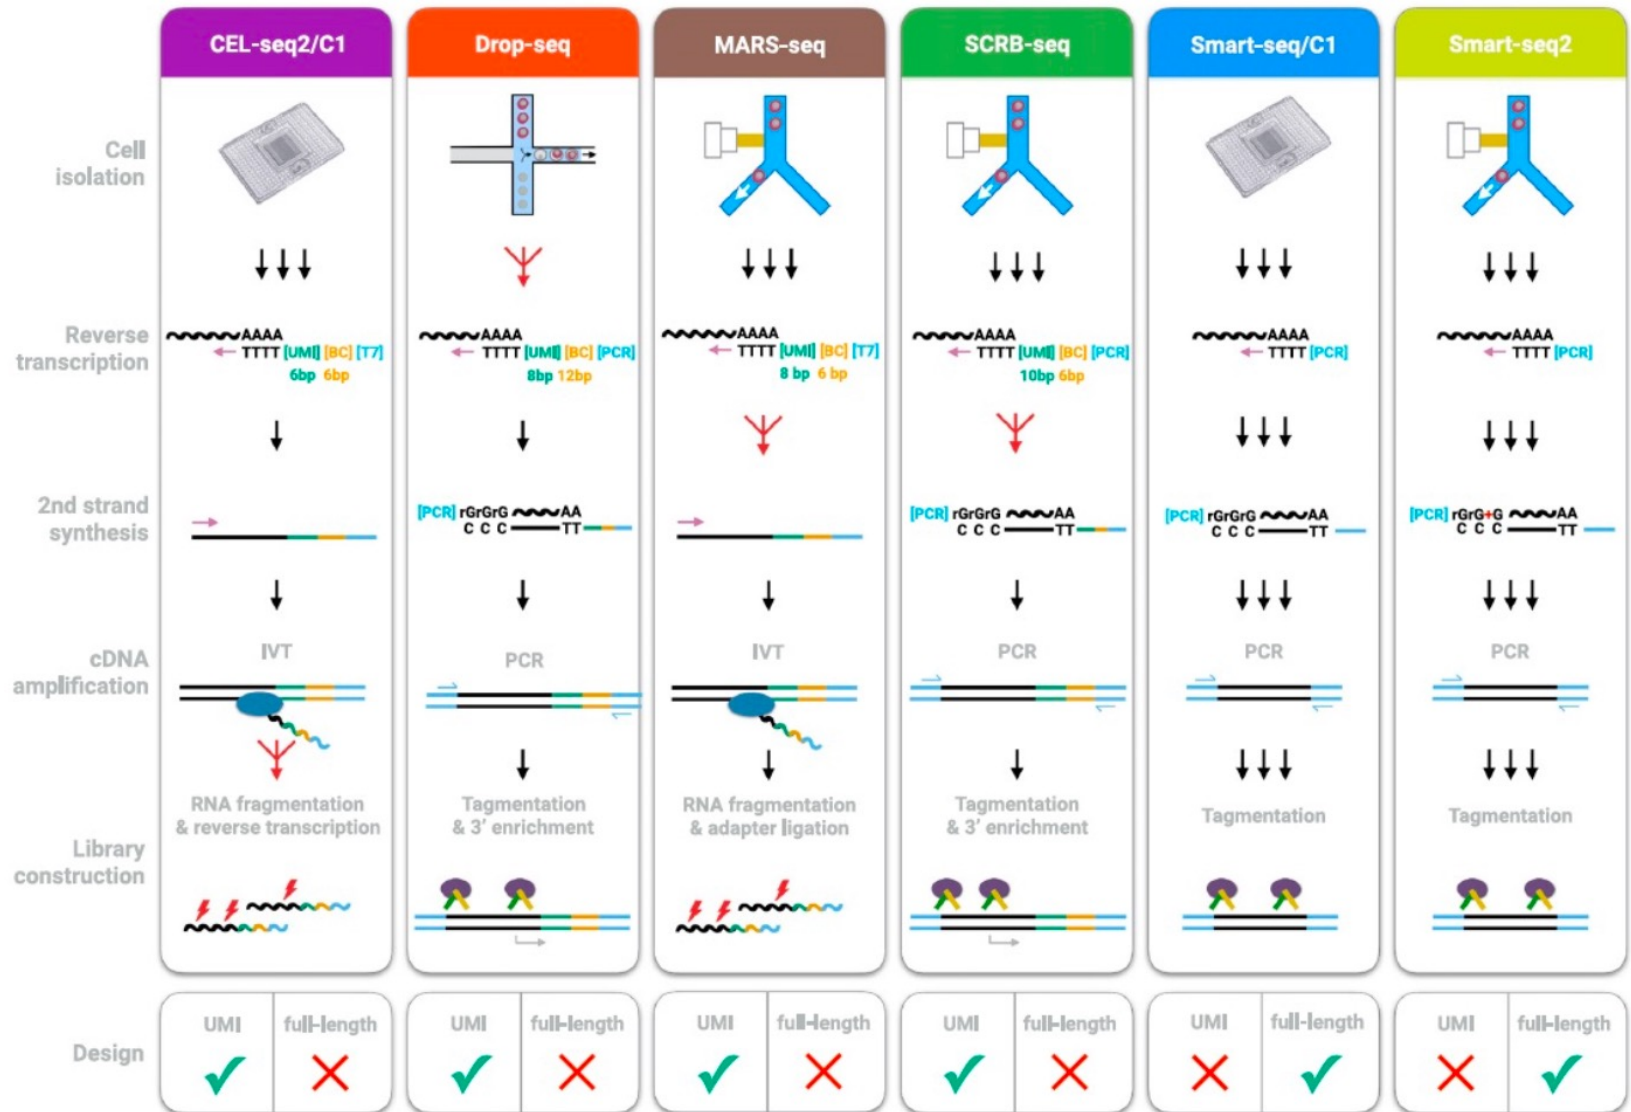 CEL-seq2/C1
Drop-seq
MARS-seq
SCRB-seq
Smart-seq/C1
Smart-seq2
Cell
isolation
Reverse
transcription
AAAA
TTTT [UMI] [BC] [T7]
6bp 6bp
AAAA
TTTT [UMI] [BC] [PCR]
8bp 12bp
AAAA
TTTT [UMI] [BC] [T7]
8 bp 6 bp
AAAA
TTTT [UMI] [BC] [PCR]
10bp 6bp
AAAA
TTTT [PCR]
AAAA
TTTT [PCR]
2nd strand
synthesis
[PCR] rGrGrG AA
C C C TT
[PCR] rGrGrG AA
C C C TT
[PCR] rGrGrG AA
C C C TT
[PCR] rGrG+G AA
C C C TT
cDNA
amplification
IVT
PCR
IVT
PCR
PCR
PCR
Library
construction
RNA fragmentation
& reverse transcription
Tagmentation
& 3' enrichment
RNA fragmentation
& adapter ligation
Tagmentation
& 3' enrichment
Tagmentation
Tagmentation
Design
UMI full-length
UMI full-length
UMI full-length
UMI full-length
UMI full-length
UMI full-length